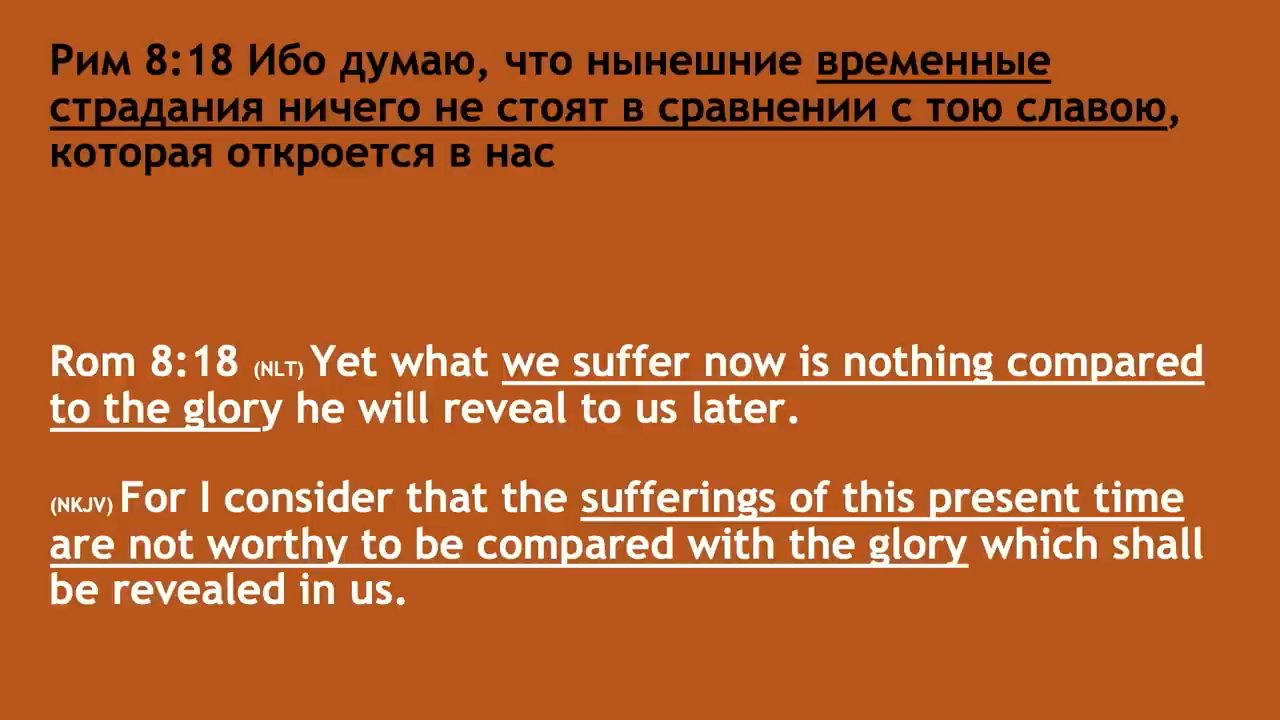 Рим 8:18 Ибо думаю, что нынешние временные
страдания ничего не стоят в сравнении с тою славою,
которая откроется в нас
Rom 8:18 (NLT) Yet what we suffer now is nothing compared
to the glory he will reveal to us later.
(NKJV) For I consider that the sufferings of this present time
are not worthy to be compared with the glory which shall
be revealed in us.